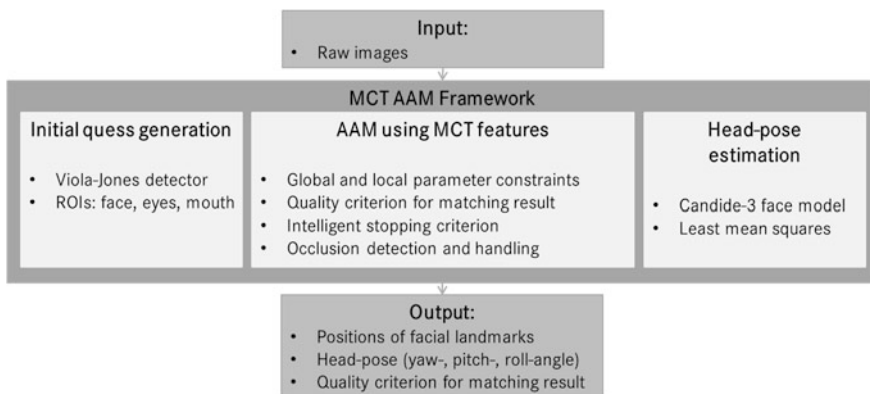 Input:
• Raw images
MCT AAM Framework
Initial quess generation
• Viola-Jones detector
• ROIs: face, eyes, mouth
AAM using MCT features
• Global and local parameter constraints
• Quality criterion for matching result
• Intelligent stopping criterion
• Occlusion detection and handling
Head-pose
estimation
• Candide-3 face model
• Least mean squares
Output:
• Positions of facial landmarks
• Head-pose (yaw-, pitch-, roll-angle)
• Quality criterion for matching result